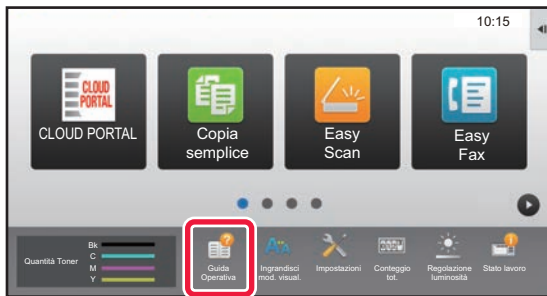 10:15
CLOUD
PORTAL
CLOUD PORTAL
Copia
semplice
Easy
Scan
Easy
Fax
Quantità Toner
Bk
C
M
Y
Guida
Operativa
Ingrandisci
mod. visual.
Impostazioni
Conteggio
tot.
Regolazione
luminosità
Stato lavoro